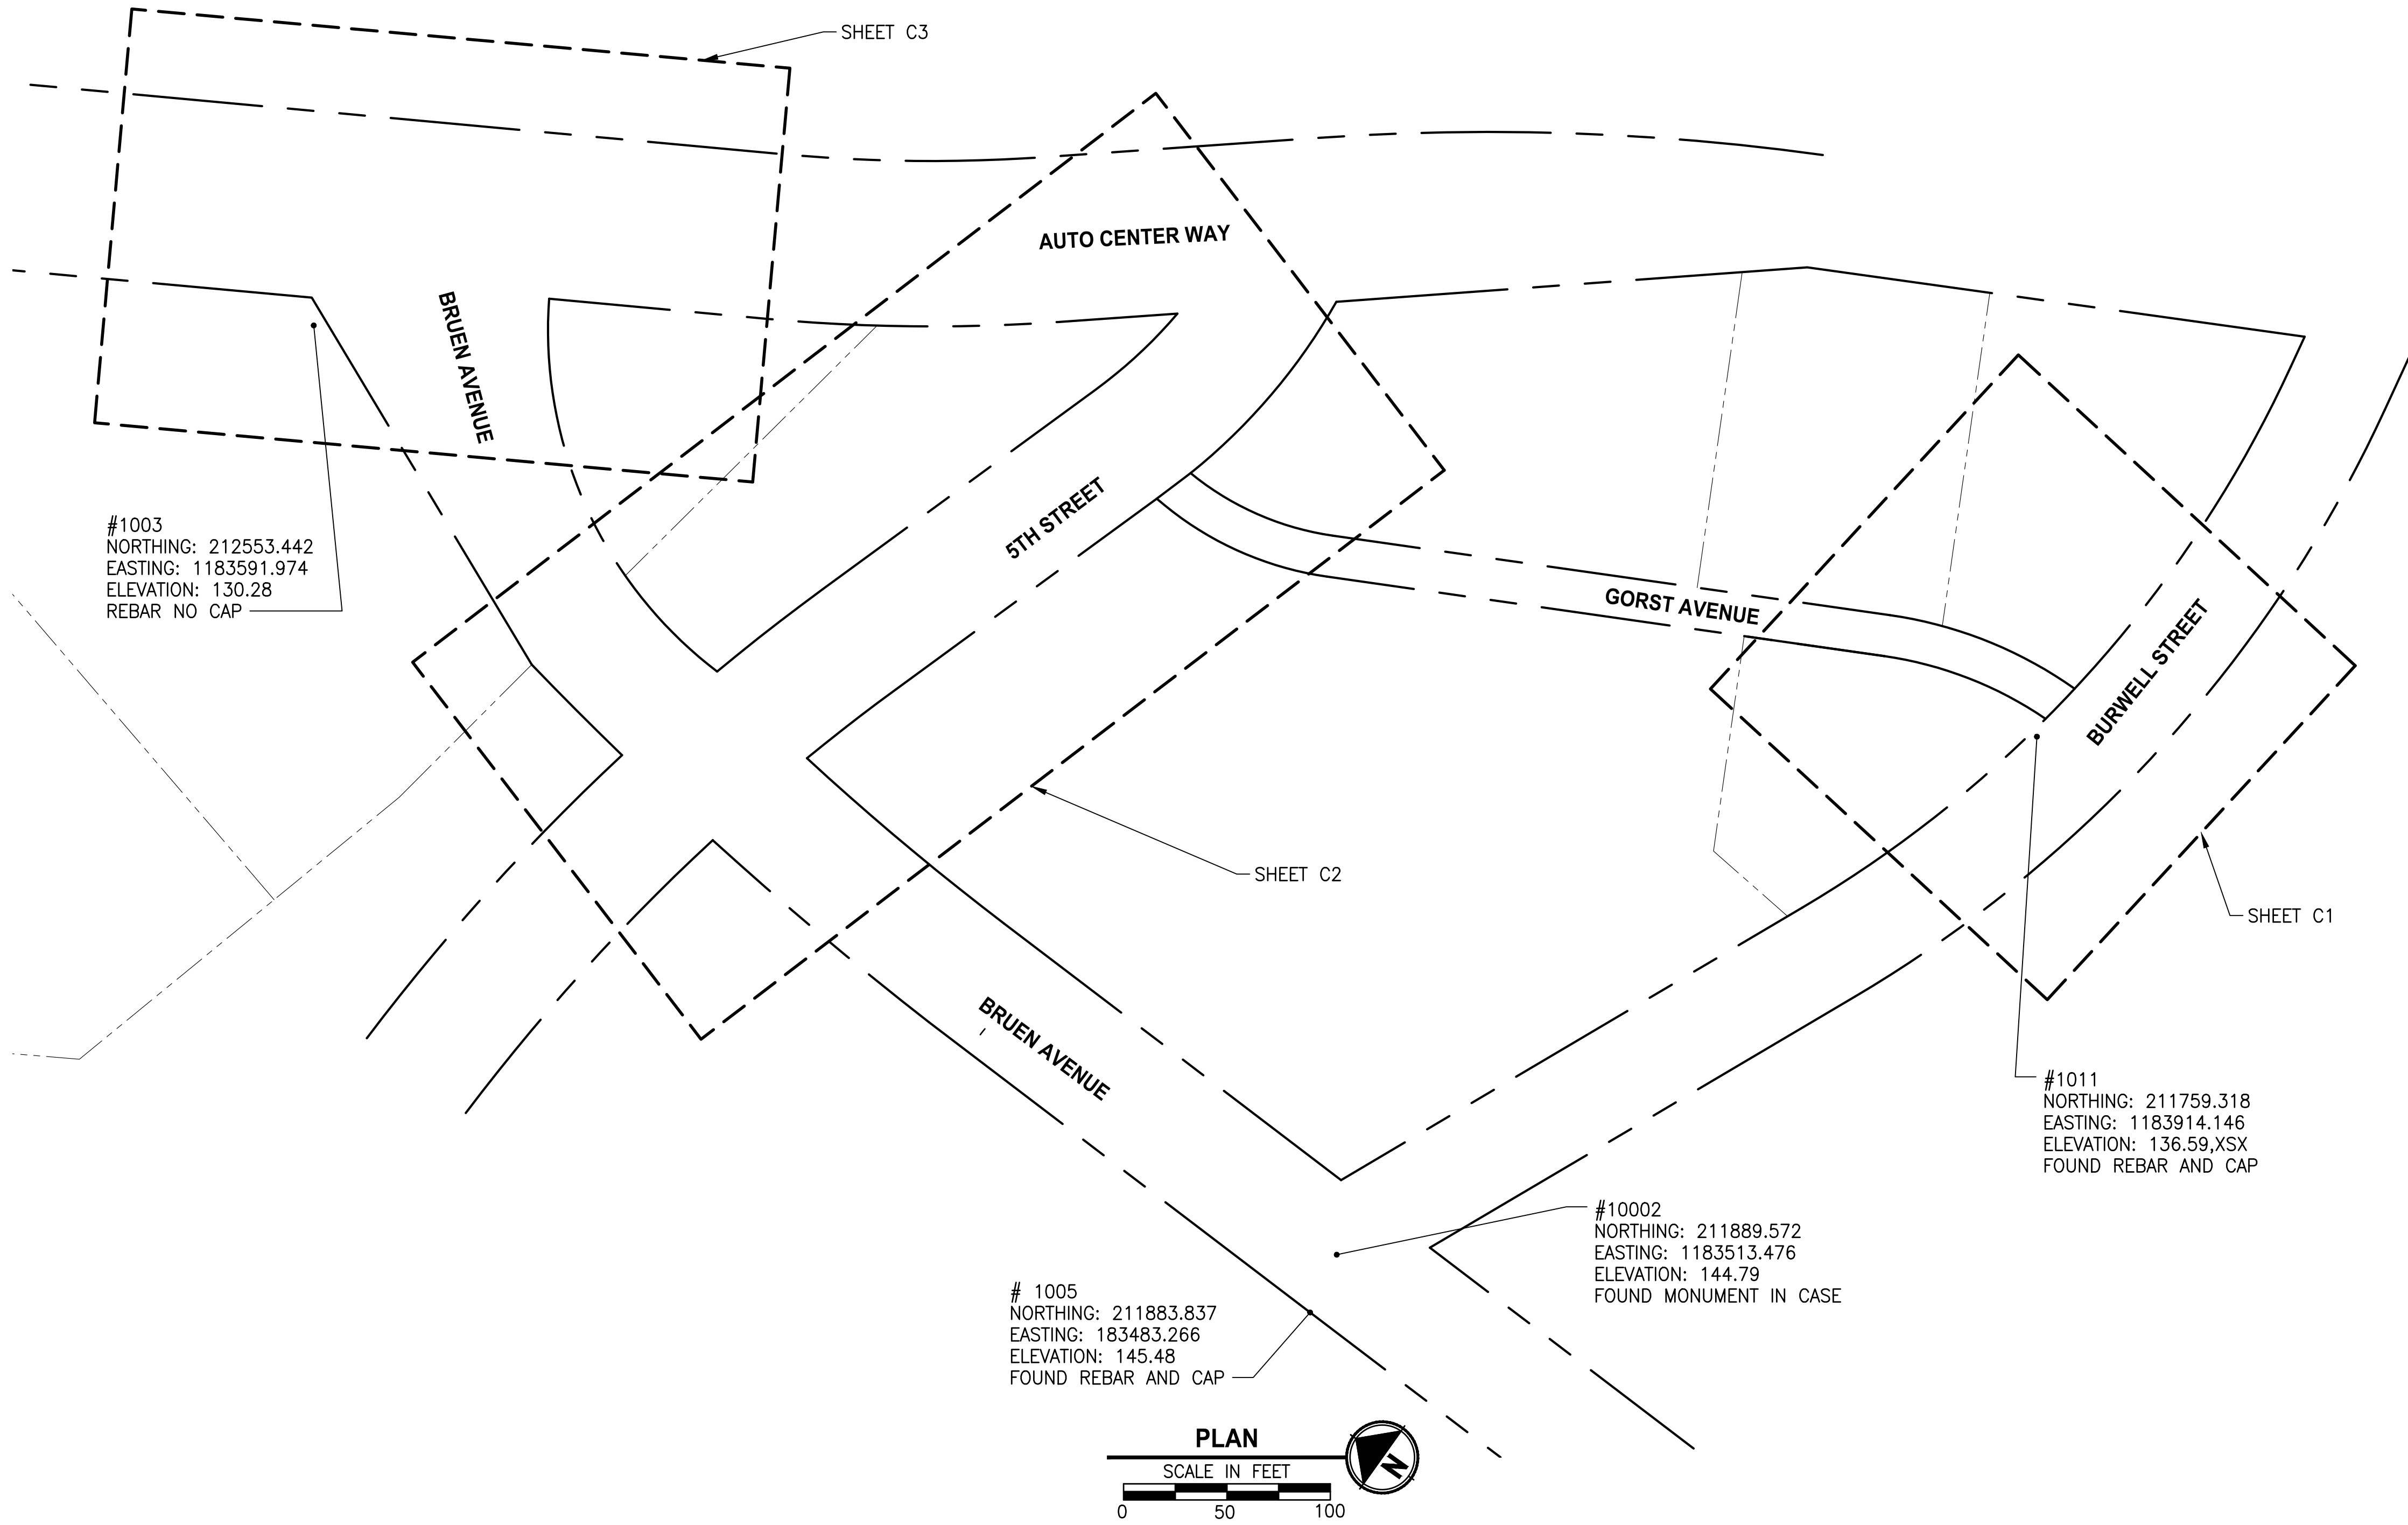 SHEET C3
AUTO CENTER WAY
BRUEN AVENUE
5TH STREET
#1003
NORTHING: 212553.442
EASTING: 1183591.974
ELEVATION: 130.28
REBAR NO CAP
GORST AVENUE
BURWELL STREET
SHEET C2
SHEET C1
BRUEN AVENUE
#1011
NORTHING: 211759.318
EASTING: 1183914.146
ELEVATION: 136.59,XSX
FOUND REBAR AND CAP
#10002
NORTHING: 211889.572
EASTING: 1183513.476
ELEVATION: 144.79
FOUND MONUMENT IN CASE
# 1005
NORTHING: 211883.837
EASTING: 183483.266
ELEVATION: 145.48
FOUND REBAR AND CAP
PLAN
N
SCALE IN FEET
0 50 100